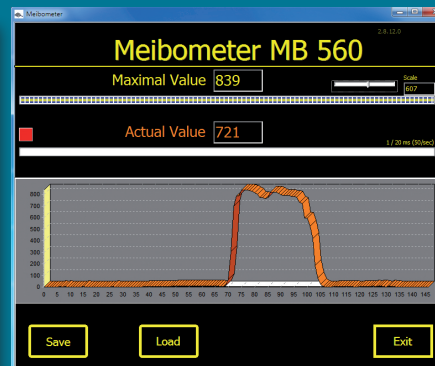 Meibometer
2.8.12.0
Meibometer MB 560
Maximal Value 839
Scale
607
Actual Value 721
1 / 20 ms (50/sec)
800
700
600
500
400
300
200
100
0
0 5 10 15 20 25 30 35 40 45 50 55 60 65 70 75 80 85 90 95 100 105 110 115 120 125 130 135 140 145
Save Load Exit